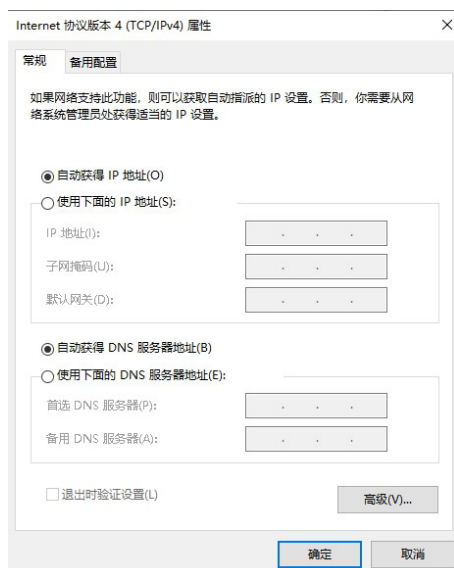 Internet 协议版本 4 (TCP/IPv4) 属性
常规 备用配置
如果网络支持此功能，则可以获取自动指派的 IP 设置。否则，你需要从网
络系统管理员处获得适当的 IP 设置。
自动获得 IP 地址(O)
使用下面的 IP 地址(S):
IP 地址(I):
子网掩码(U):
默认网关(D):
自动获得 DNS 服务器地址(B)
使用下面的 DNS 服务器地址(E):
首选 DNS 服务器(P):
备用 DNS 服务器(A):
退出时验证设置(L)
高级(V)...
确定 取消